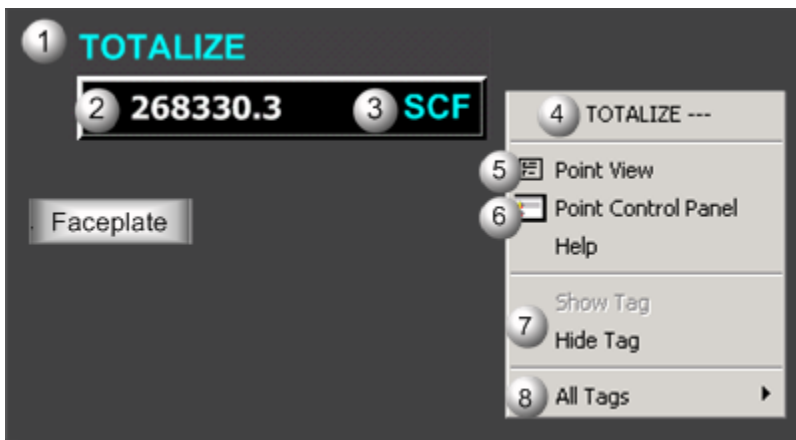 1 TOTALIZE
2 268330.3 3 SCF
4 TOTALIZE ---
5 Point View
6 Point Control Panel
Faceplate
Help
Show Tag
7
Hide Tag
8 All Tags